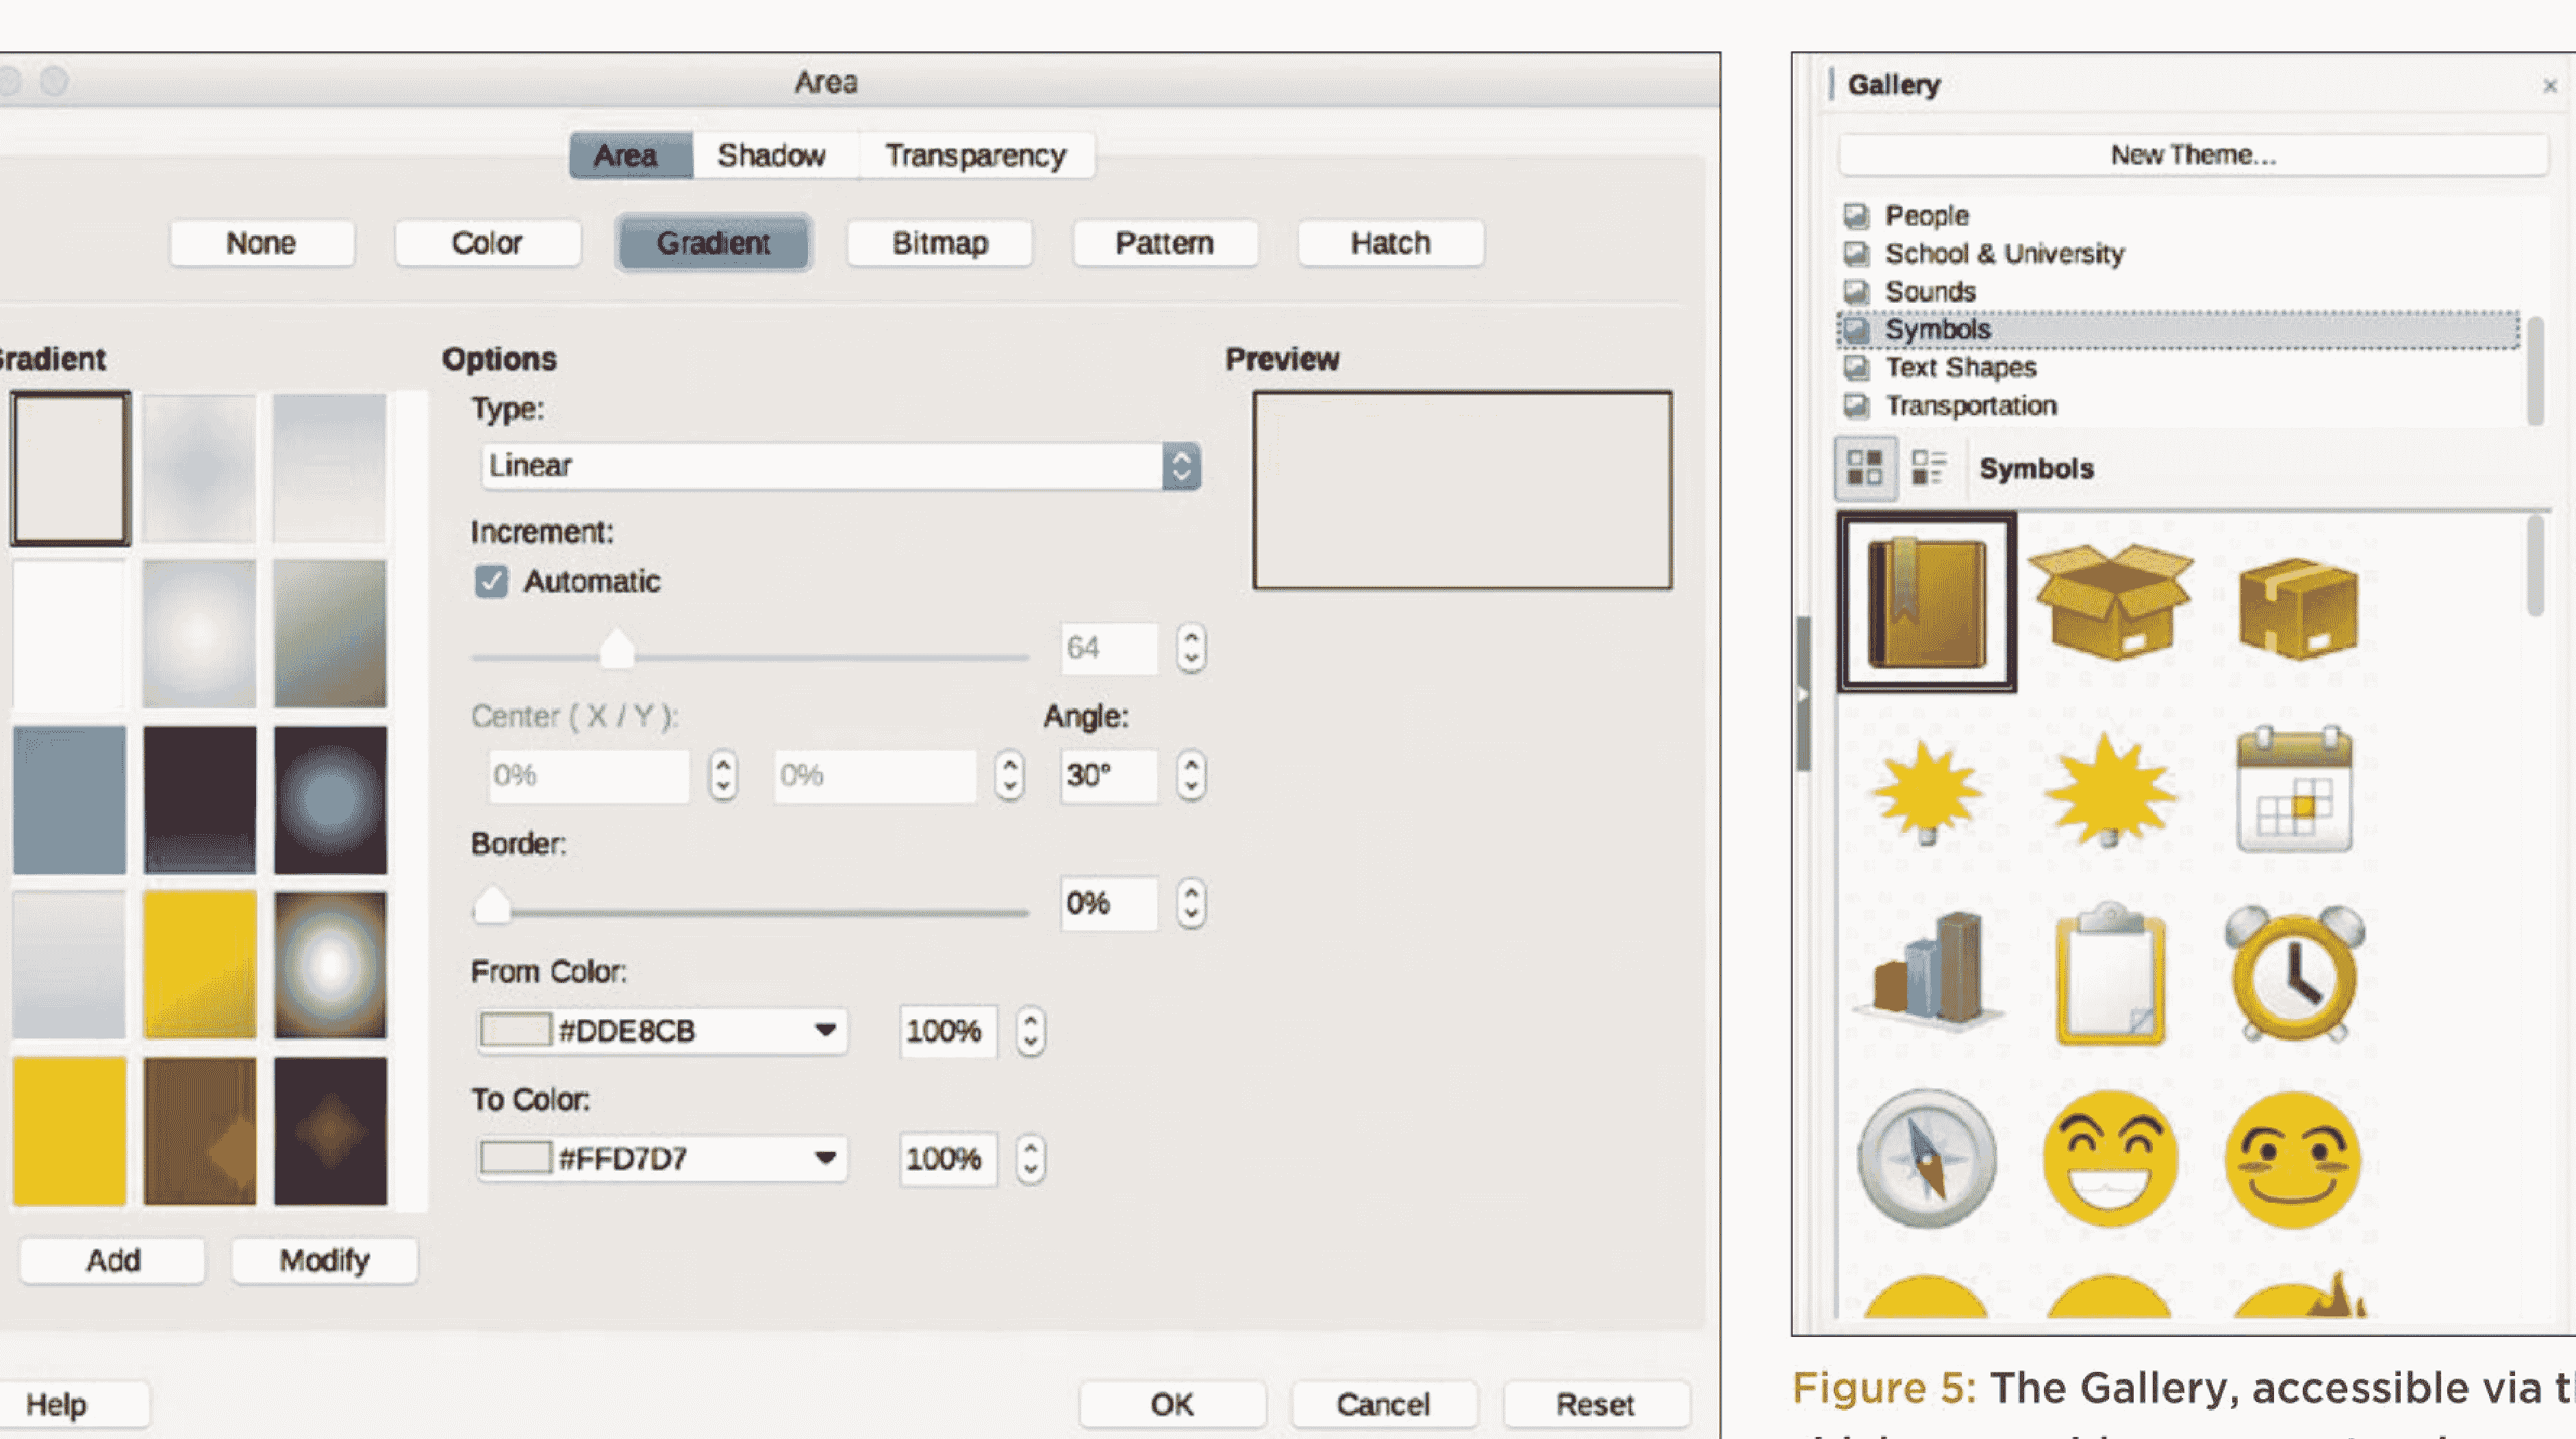 Area
Area Shadow Transparency
None Color Gradient Bitmap Pattern Hatch
Gradient Options Preview
Type:
Linear
Increment:
Automatic
64
Center ( X / Y ): Angle:
0% 0% 30°
Border:
0%
From Color:
#DDE8CB 100%
To Color:
#FFD7D7 100%
Add Modify
Help OK Cancel Reset
Gallery
New Theme...
People
School & University
Sounds
Symbols
Text Shapes
Transportation
Symbols
Figure 5: The Gallery, accessible via